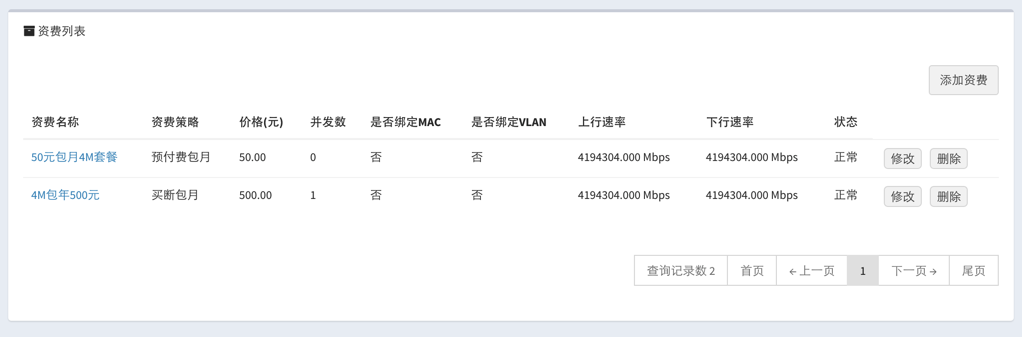 资费列表
添加资费
资费名称 资费策略 价格(元) 并发数 是否绑定MAC 是否绑定VLAN 上行速率 下行速率 状态
50元包月4M套餐 预付费包月 50.00 0 否 否 4194304.000 Mbps 4194304.000 Mbps 正常 修改 删除
4M包年500元 买断包月 500.00 1 否 否 4194304.000 Mbps 4194304.000 Mbps 正常 修改 删除
查询记录数 2 首页 ← 上一页 1 下一页 → 尾页